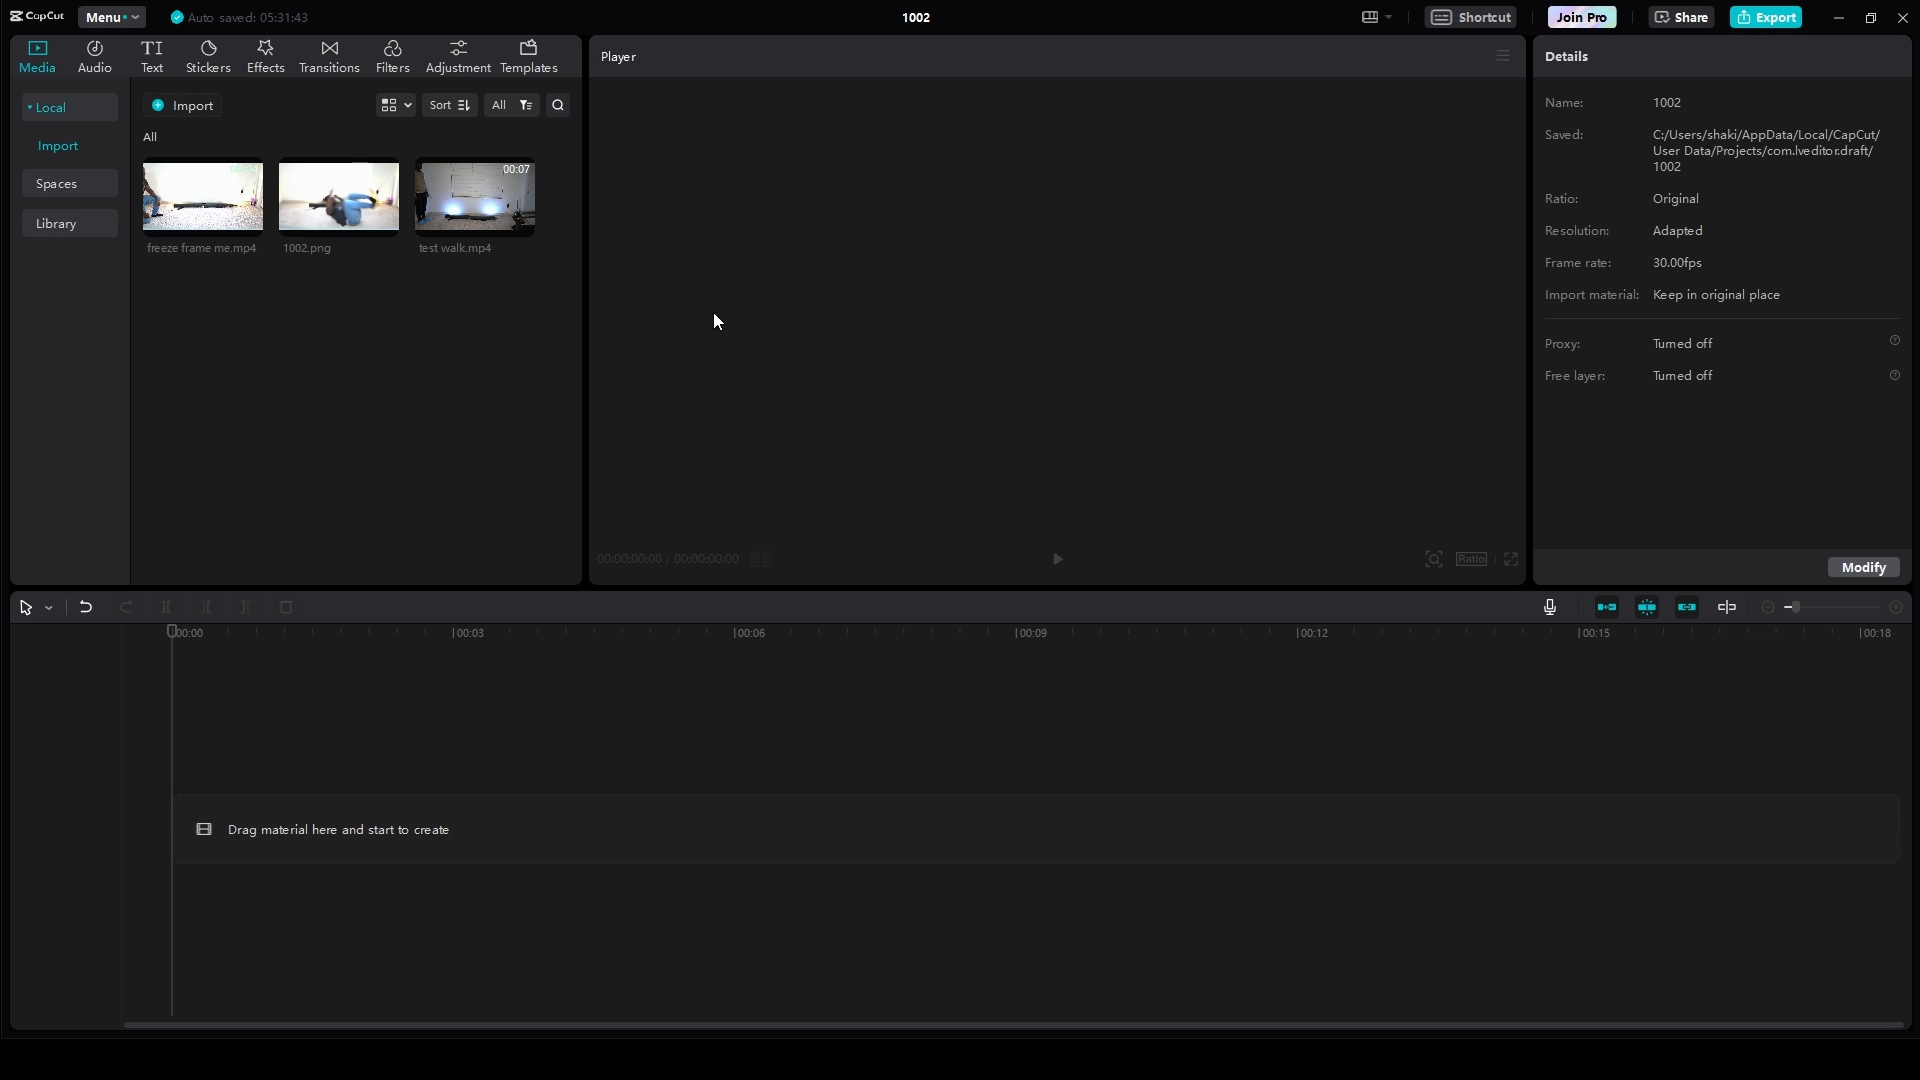 CapCut Menu Auto saved: 05:31:43 1002 Shortcut Join Pro Share Export
Media Audio Text Stickers Effects Transitions Filters Adjustment Templates
Player
Details
Local
Import
Spaces
Library
Import Sort All
All
00:07
freeze frame me.mp4 1002.png test walk.mp4
Name: 1002
Saved: C:/Users/shaki/AppData/Local/CapCut/
User Data/Projects/com.lveditor.draft/
1002
Ratio: Original
Resolution: Adapted
Frame rate: 30.00fps
Import material: Keep in original place
Proxy: Turned off
Free layer: Turned off
00:00:00:00 / 00:00:00:00 Ratio
Modify
00:00 00:03 00:06 00:09 00:12 00:15 00:18
Drag material here and start to create